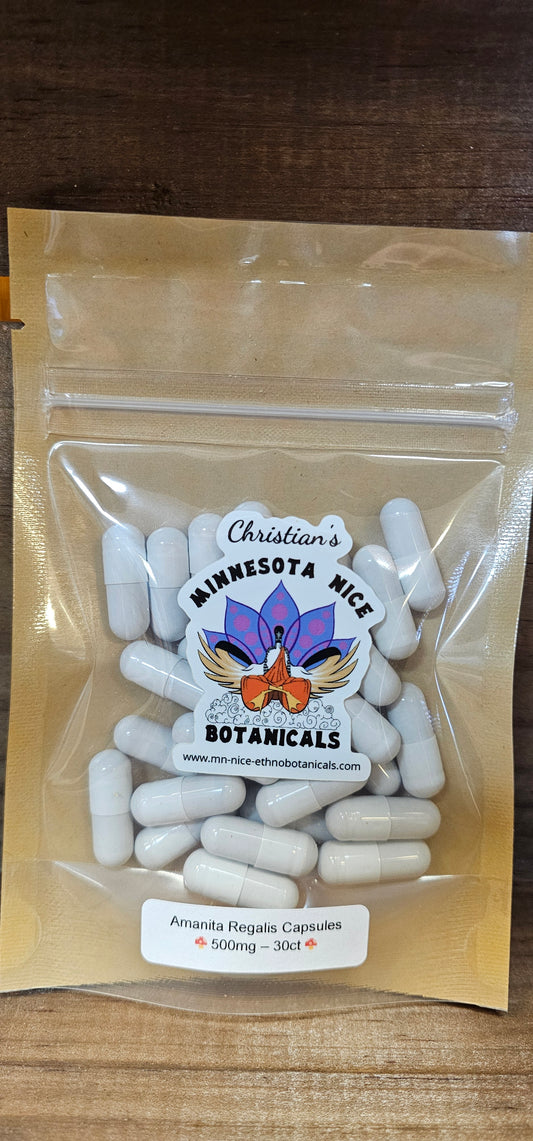 Christian's
MINNESOTA NICE
BOTANICALS
www.mn-nice-ethnobotanicals.com
Amanita Regalis Capsules
🍄 500mg – 30ct 🍄